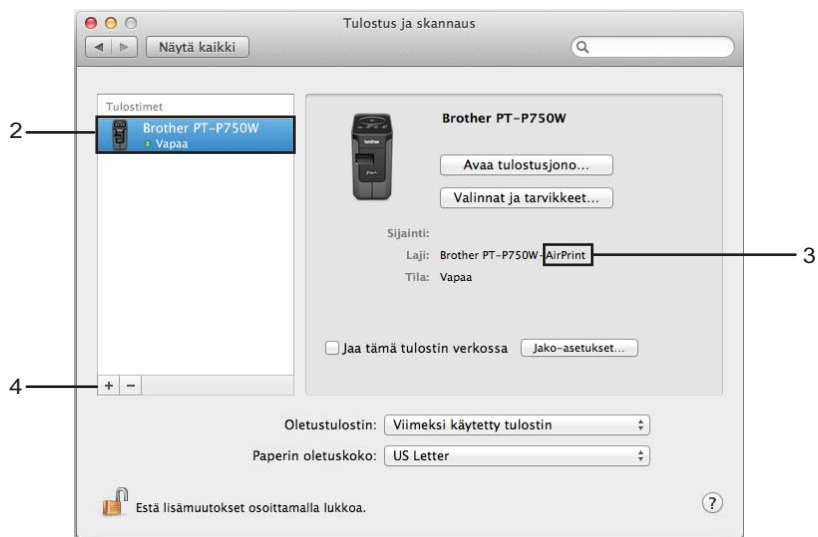 Tulostus ja skannaus
Näytä kaikki
Tulostimet
2
Brother PT-P750W
Vapaa
Brother PT-P750W
Avaa tulostusjono...
Valinnat ja tarvikkeet...
Sijainti:
Laji: Brother PT-P750W-AirPrint
3
Tila: Vapaa
Jaa tämä tulostin verkossa Jako-asetukset...
4
+ −
Oletustulostin: Viimeksi käytetty tulostin
Paperin oletuskoko: US Letter
Estä lisämuutokset osoittamalla lukkoa.
?